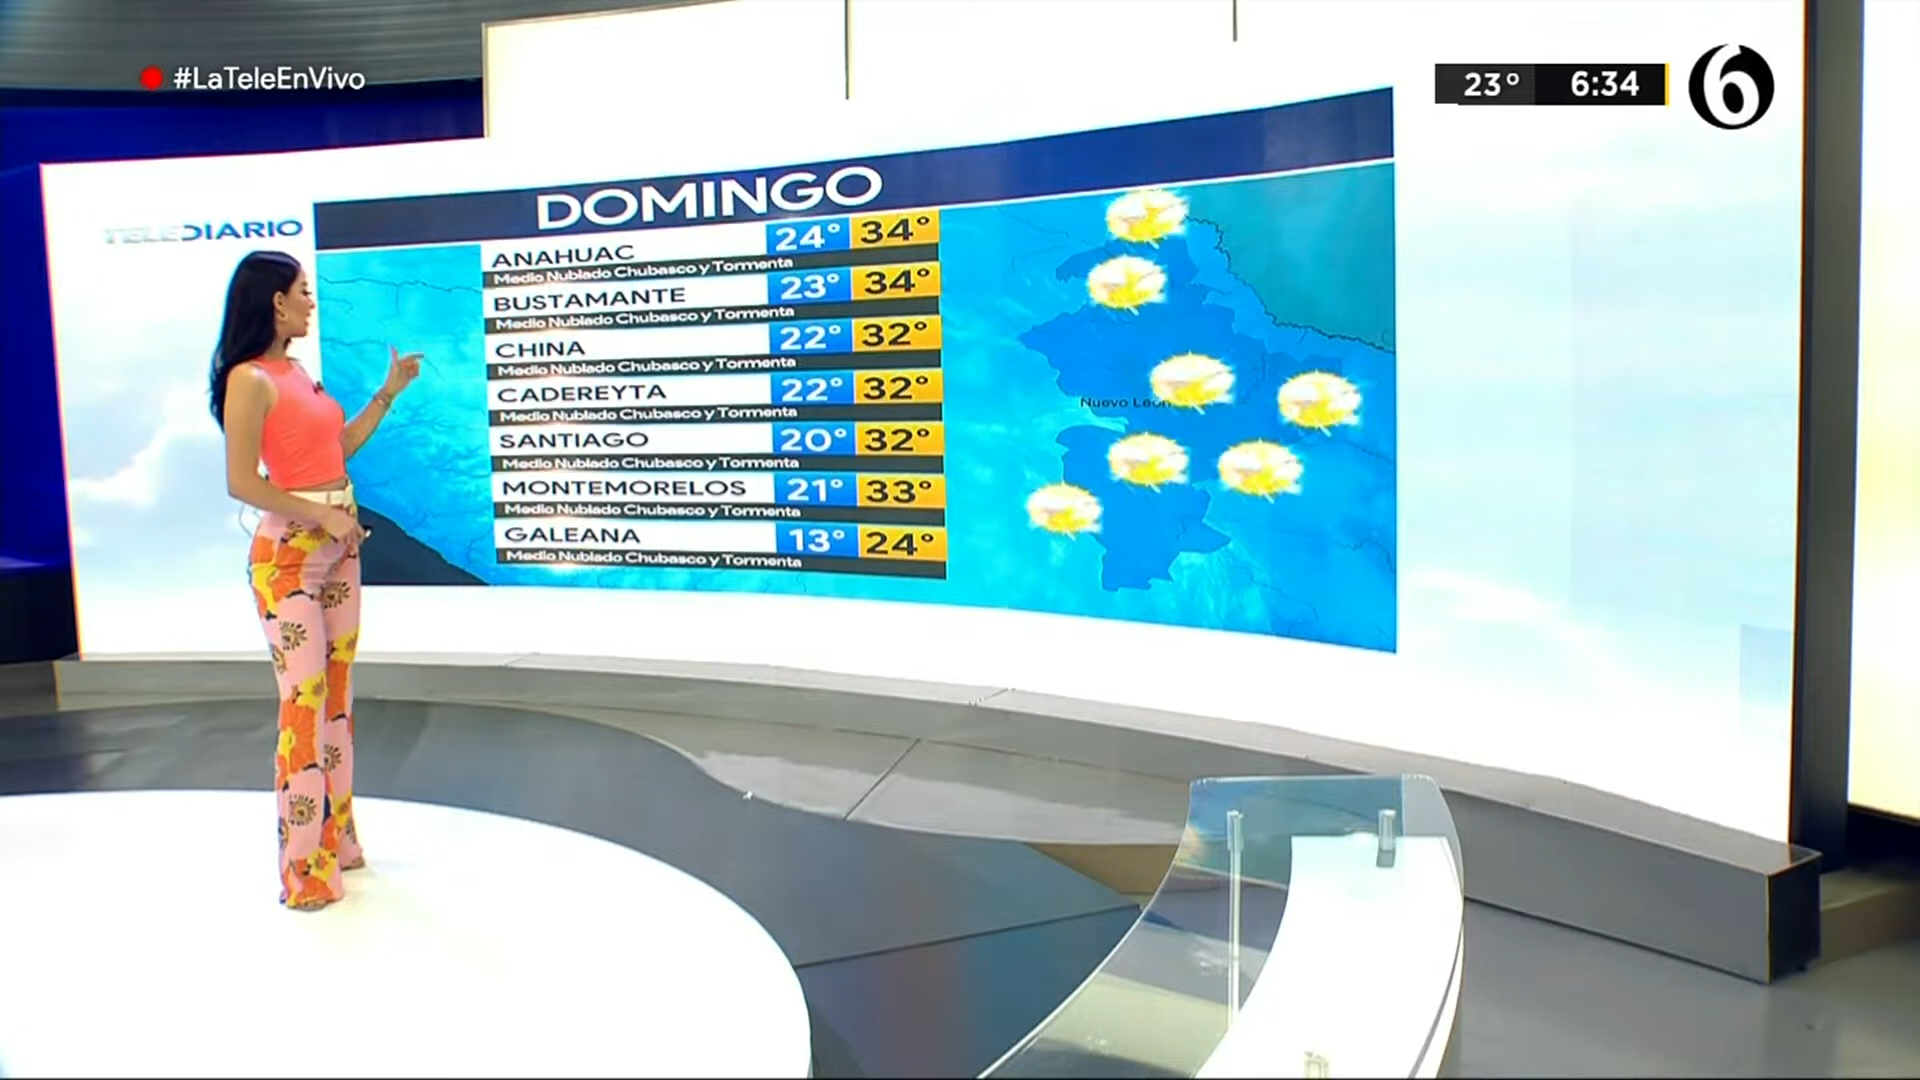 #LaTeleEnVivo
23° 6:34
6
TELEDIARIO
DOMINGO
ANAHUAC 24° 34°
Medio Nublado Chubasco y Tormenta
BUSTAMANTE 23° 34°
Medio Nublado Chubasco y Tormenta
CHINA 22° 32°
Medio Nublado Chubasco y Tormenta
CADEREYTA 22° 32°
Medio Nublado Chubasco y Tormenta
SANTIAGO 20° 32°
Medio Nublado Chubasco y Tormenta
MONTEMORELOS 21° 33°
Medio Nublado Chubasco y Tormenta
GALEANA 13° 24°
Medio Nublado Chubasco y Tormenta
Nuevo León